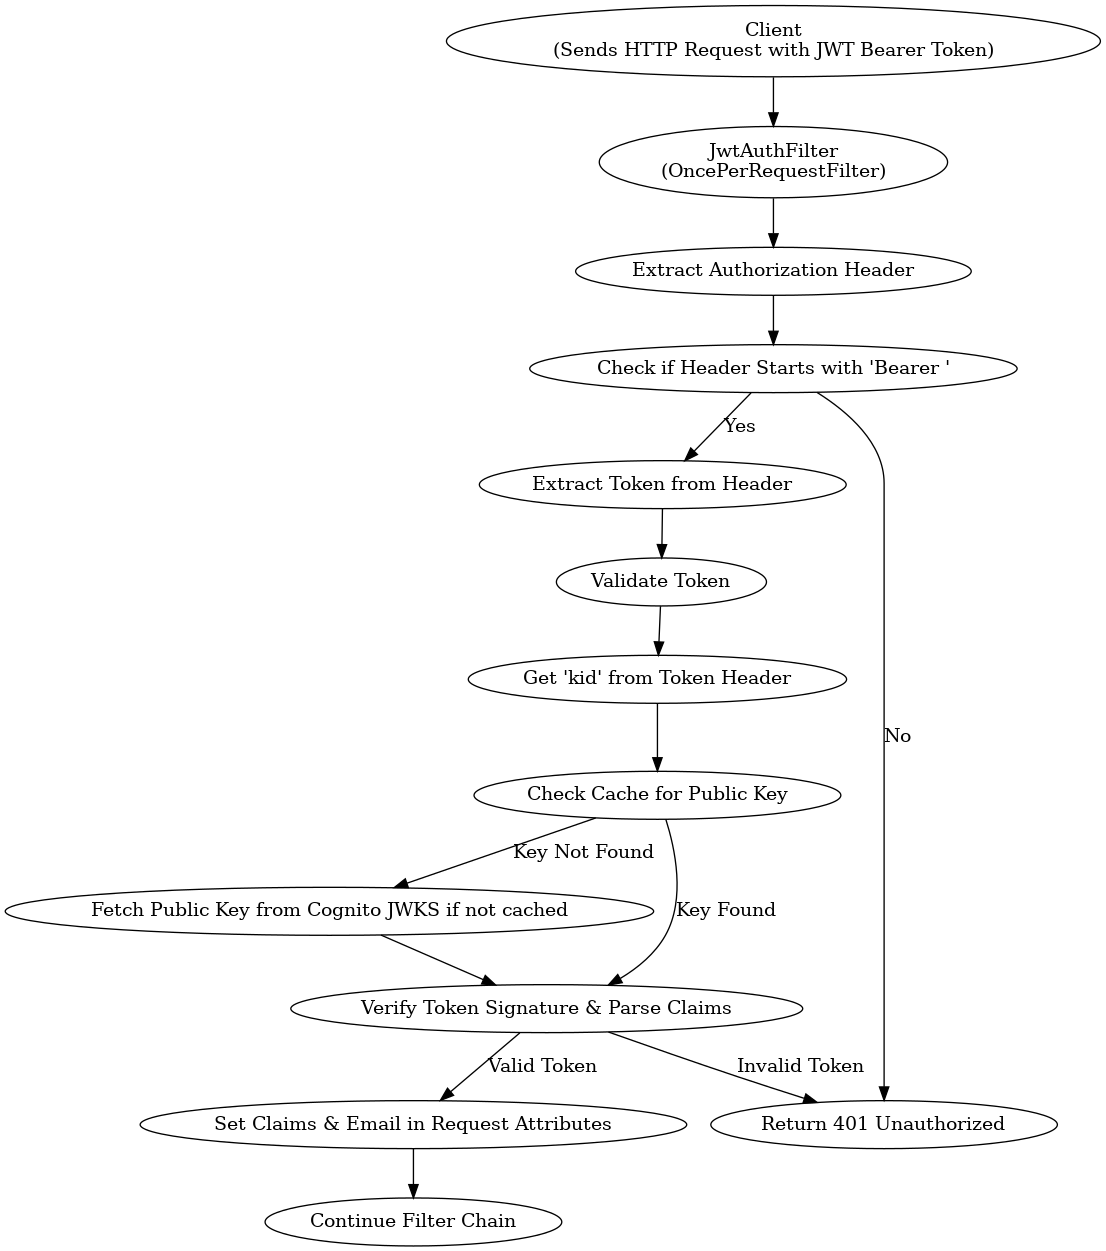 Client
(Sends HTTP Request with JWT Bearer Token)
JwtAuthFilter
(OncePerRequestFilter)
Extract Authorization Header
Check if Header Starts with 'Bearer '
Yes
Extract Token from Header
Validate Token
Get 'kid' from Token Header
No
Check Cache for Public Key
Key Not Found
Fetch Public Key from Cognito JWKS if not cached
Key Found
Verify Token Signature & Parse Claims
Valid Token
Invalid Token
Set Claims & Email in Request Attributes
Return 401 Unauthorized
Continue Filter Chain